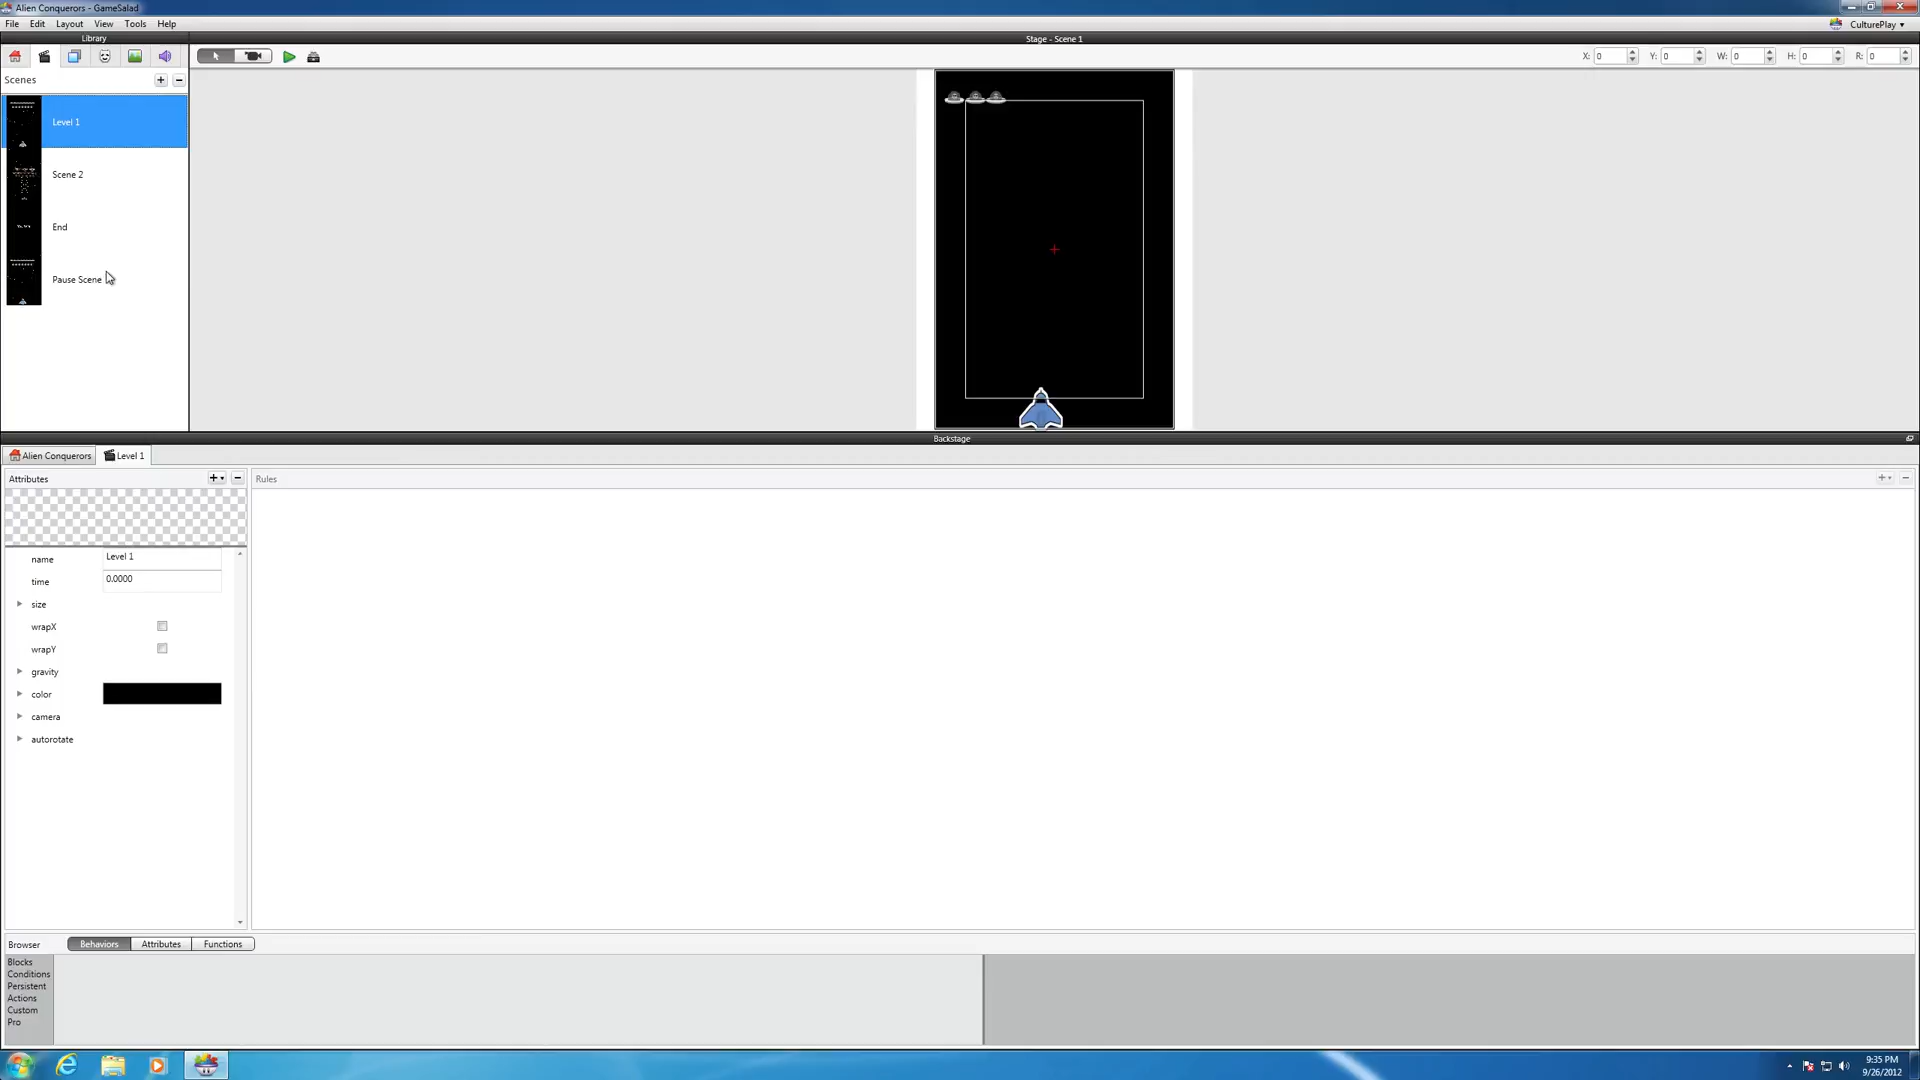 Alien Conquerors - GameSalad
File Edit Layout View Tools Help
CulturePlay
Library
Stage - Scene 1
X: 0 Y: 0 W: 0 H: 0 R: 0
Scenes
Level 1
Scene 2
End
Pause Scene
Backstage
Alien Conquerors Level 1
Attributes
Rules
name Level 1
time 0.0000
size
wrapX
wrapY
gravity
color
camera
autorotate
Browser Behaviors Attributes Functions
Blocks
Conditions
Persistent
Actions
Custom
Pro
9:35 PM
9/26/2012